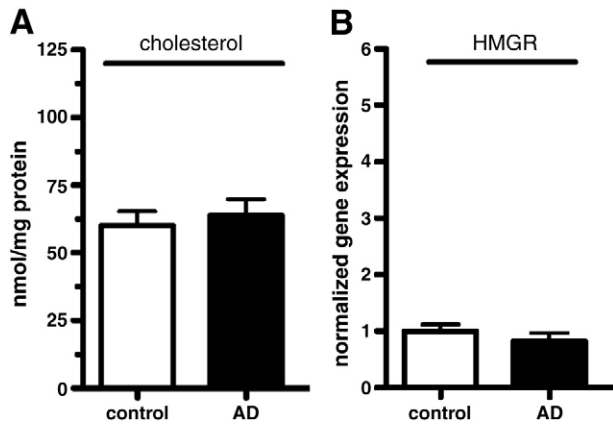 A
cholesterol
nmol/mg protein
125
100
75
50
25
0
control
AD
B
HMGR
normalized gene expression
6
5
4
3
2
1
0
control
AD